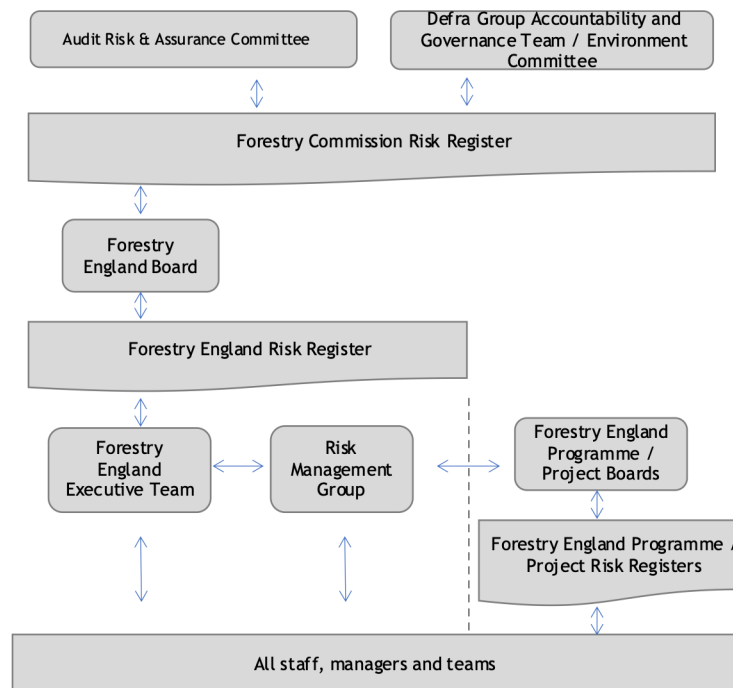 Audit Risk & Assurance Committee
Defra Group Accountability and
Governance Team / Environment
Committee
Forestry Commission Risk Register
Forestry
England Board
Forestry England Risk Register
Forestry
England
Executive Team
Risk
Management
Group
Forestry England
Programme /
Project Boards
Forestry England Programme /
Project Risk Registers
All staff, managers and teams